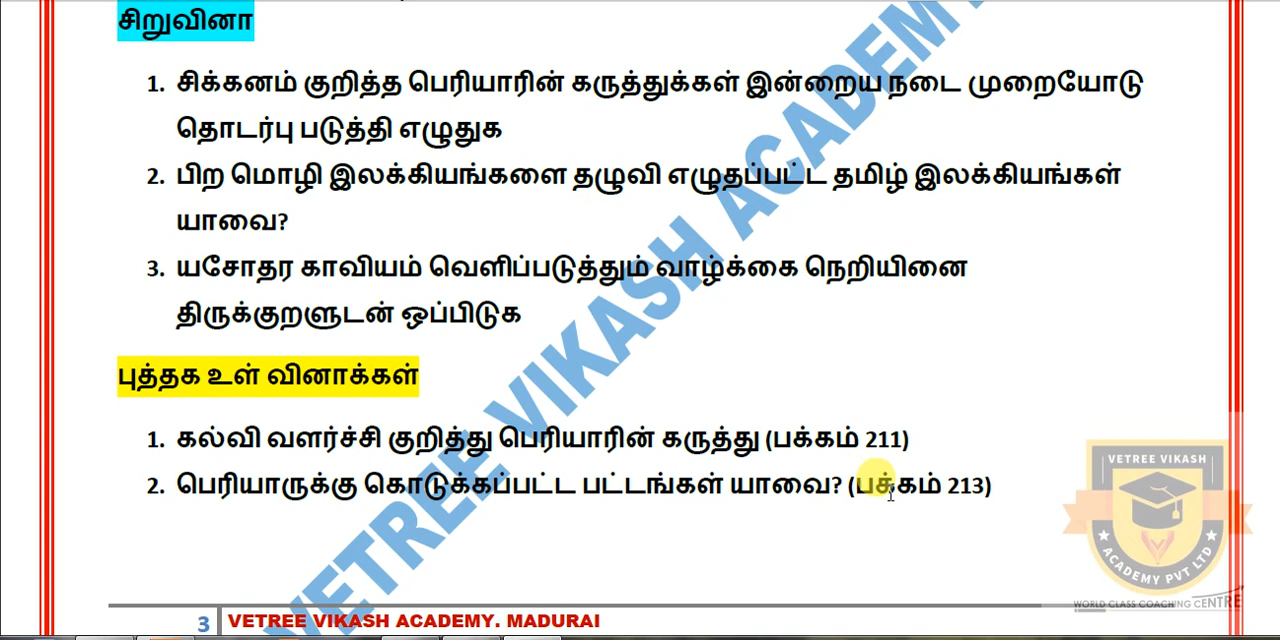 சிறுவினா
1. சிக்கனம் குறித்த பெரியாரின் கருத்துக்கள் இன்றைய நடை முறையோடு
தொடர்பு படுத்தி எழுதுக
2. பிற மொழி இலக்கியங்களை தழுவி எழுதப்பட்ட தமிழ் இலக்கியங்கள்
யாவை?
3. யசோதர காவியம் வெளிப்படுத்தும் வாழ்க்கை நெறியினை
திருக்குறளுடன் ஒப்பிடுக
புத்தக உள் வினாக்கள்
1. கல்வி வளர்ச்சி குறித்து பெரியாரின் கருத்து (பக்கம் 211)
2. பெரியாருக்கு கொடுக்கப்பட்ட பட்டங்கள் யாவை? (பக்கம் 213)
VETREE VIKASH ACADEMY
VETREE VIKASH
ACADEMY PVT LTD
WORLD CLASS COACHING CENTRE
3 VETREE VIKASH ACADEMY. MADURAI